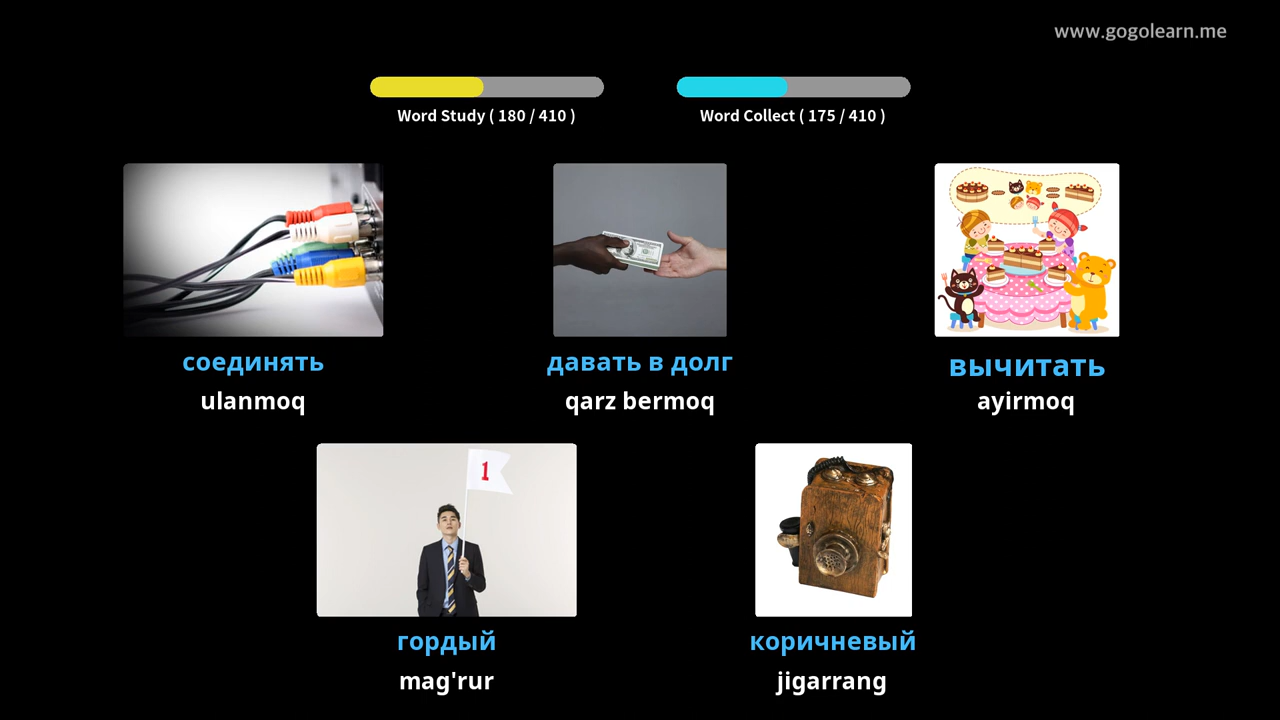 www.gogolearn.me
Word Study ( 180 / 410 )
Word Collect ( 175 / 410 )
соединять
ulanmoq
давать в долг
qarz bermoq
вычитать
ayirmoq
1
гордый
mag'rur
коричневый
jigarrang